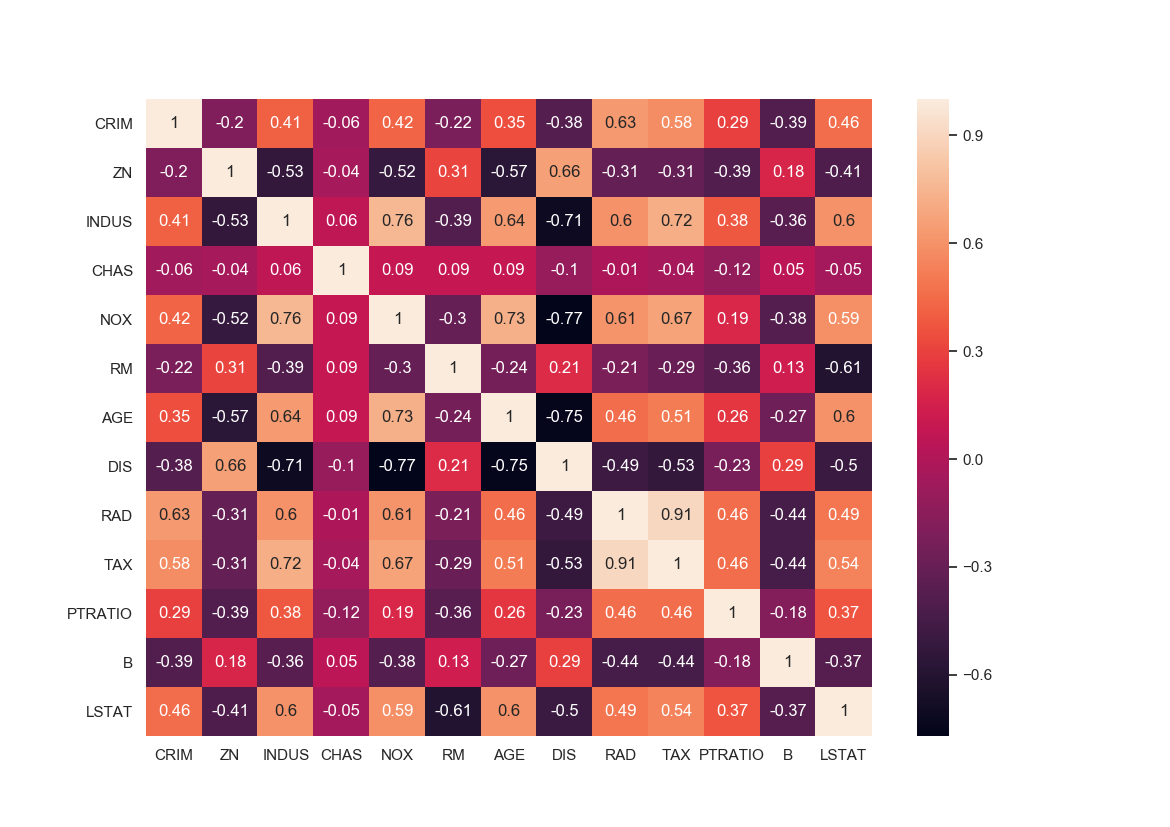 CRIM 1 -0.2 0.41 -0.06 0.42 -0.22 0.35 -0.38 0.63 0.58 0.29 -0.39 0.46
ZN -0.2 1 -0.53 -0.04 -0.52 0.31 -0.57 0.66 -0.31 -0.31 -0.39 0.18 -0.41
INDUS 0.41 -0.53 1 0.06 0.76 -0.39 0.64 -0.71 0.6 0.72 0.38 -0.36 0.6
CHAS -0.06 -0.04 0.06 1 0.09 0.09 0.09 -0.1 -0.01 -0.04 -0.12 0.05 -0.05
NOX 0.42 -0.52 0.76 0.09 1 -0.3 0.73 -0.77 0.61 0.67 0.19 -0.38 0.59
RM -0.22 0.31 -0.39 0.09 -0.3 1 -0.24 0.21 -0.21 -0.29 -0.36 0.13 -0.61
AGE 0.35 -0.57 0.64 0.09 0.73 -0.24 1 -0.75 0.46 0.51 0.26 -0.27 0.6
DIS -0.38 0.66 -0.71 -0.1 -0.77 0.21 -0.75 1 -0.49 -0.53 -0.23 0.29 -0.5
RAD 0.63 -0.31 0.6 -0.01 0.61 -0.21 0.46 -0.49 1 0.91 0.46 -0.44 0.49
TAX 0.58 -0.31 0.72 -0.04 0.67 -0.29 0.51 -0.53 0.91 1 0.46 -0.44 0.54
PTRATIO 0.29 -0.39 0.38 -0.12 0.19 -0.36 0.26 -0.23 0.46 0.46 1 -0.18 0.37
B -0.39 0.18 -0.36 0.05 -0.38 0.13 -0.27 0.29 -0.44 -0.44 -0.18 1 -0.37
LSTAT 0.46 -0.41 0.6 -0.05 0.59 -0.61 0.6 -0.5 0.49 0.54 0.37 -0.37 1
CRIM ZN INDUS CHAS NOX RM AGE DIS RAD TAX PTRATIO B LSTAT
0.9
0.6
0.3
0.0
−0.3
−0.6